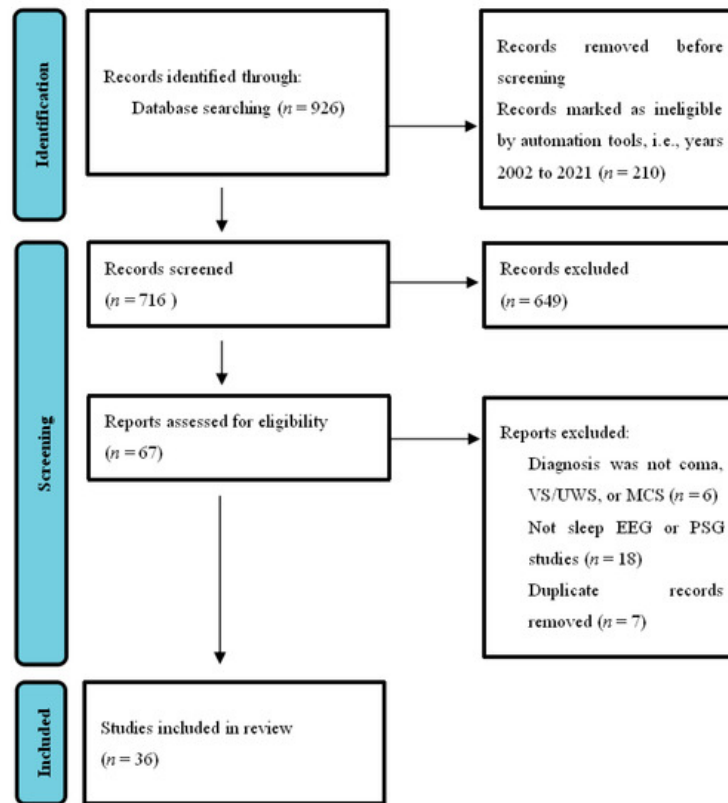 Identification
Records identified through:
Database searching (n = 926)
Records removed before
screening
Records marked as ineligible
by automation tools, i.e., years
2002 to 2021 (n = 210)
Screening
Records screened
(n = 716 )
Records excluded
(n = 649)
Reports assessed for eligibility
(n = 67)
Reports excluded:
Diagnosis was not coma,
VS/UWS, or MCS (n = 6)
Not sleep EEG or PSG
studies (n = 18)
Duplicate records
removed (n = 7)
Included
Studies included in review
(n = 36)